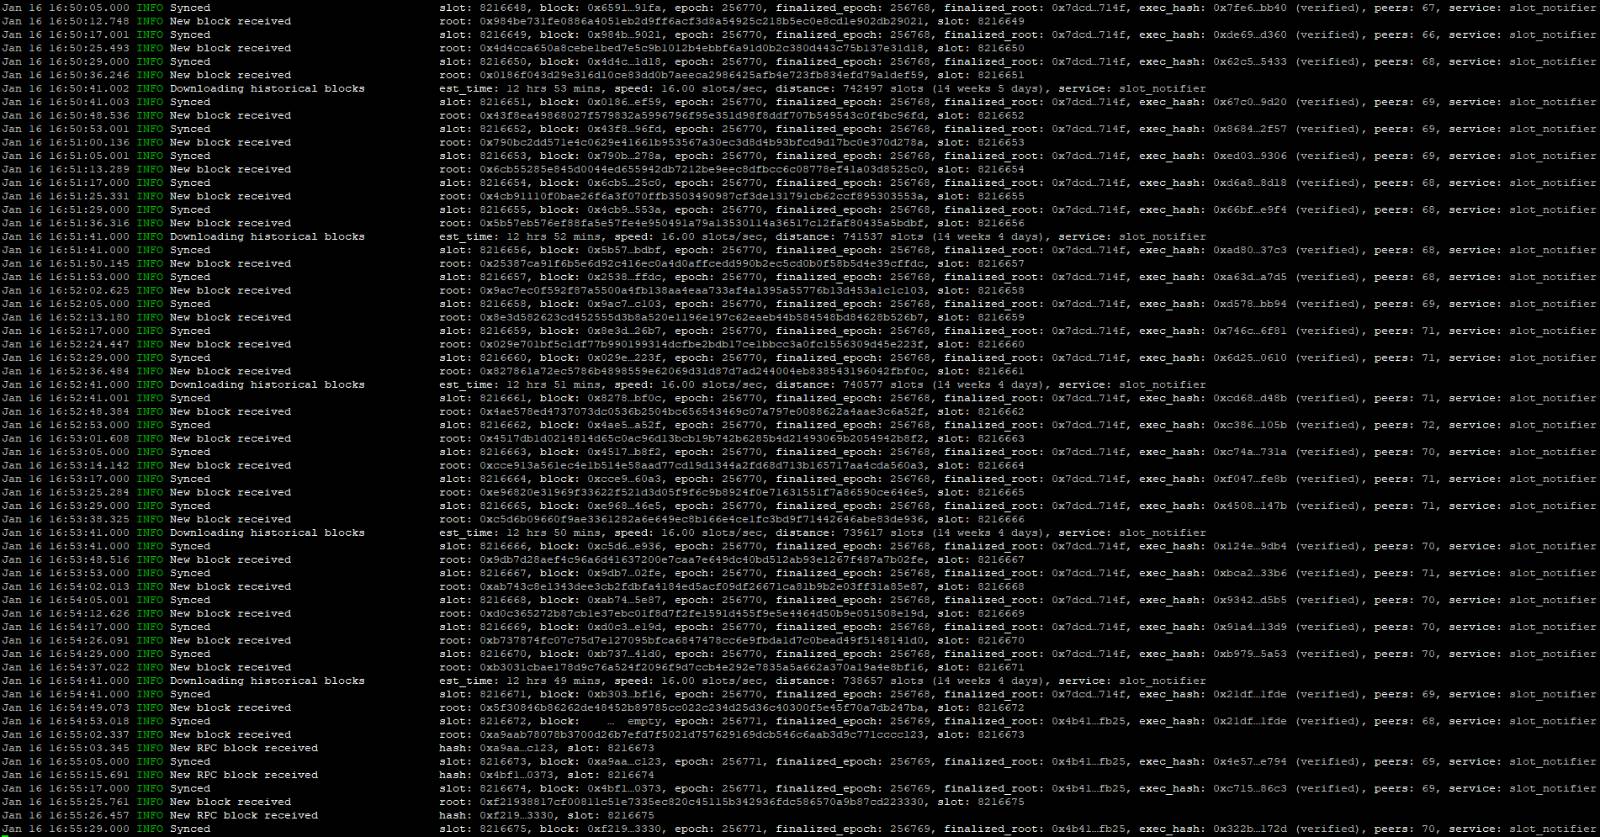 Jan 16 16:50:05.000 INFO Synced slot: 8216648, block: 0x6591…91fa, epoch: 256770, finalized_epoch: 256768, finalized_root: 0x7dcd…714f, exec_hash: 0x7fe6…bb40 (verified), peers: 67, service: slot_notifier
Jan 16 16:50:12.748 INFO New block received root: 0x984be731fe0886a4051eb2d9ff6acf3d8a54925c218b5ec0e8cd1e902db29021, slot: 8216649
Jan 16 16:50:17.001 INFO Synced slot: 8216649, block: 0x984b…9021, epoch: 256770, finalized_epoch: 256768, finalized_root: 0x7dcd…714f, exec_hash: 0xde69…d360 (verified), peers: 66, service: slot_notifier
Jan 16 16:50:25.493 INFO New block received root: 0x4d4cca650a8cebe1bed7e5c9b1012b4ebbf6a91d0b2c380d443c75b137e31d18, slot: 8216650
Jan 16 16:50:29.000 INFO Synced slot: 8216650, block: 0x4d4c…1d18, epoch: 256770, finalized_epoch: 256768, finalized_root: 0x7dcd…714f, exec_hash: 0x62c5…5433 (verified), peers: 68, service: slot_notifier
Jan 16 16:50:36.246 INFO New block received root: 0x0186f043d29e316d10ce83dd0b7aeeca2986425afb4e723fb834efd79a1def59, slot: 8216651
Jan 16 16:50:41.002 INFO Downloading historical blocks est_time: 12 hrs 53 mins, speed: 16.00 slots/sec, distance: 742497 slots (14 weeks 5 days), service: slot_notifier
Jan 16 16:50:41.003 INFO Synced slot: 8216651, block: 0x0186…ef59, epoch: 256770, finalized_epoch: 256768, finalized_root: 0x7dcd…714f, exec_hash: 0x67c0…9d20 (verified), peers: 69, service: slot_notifier
Jan 16 16:50:48.536 INFO New block received root: 0x43f8ea49868027f579832a5996796f95e351d98f8ddf707b549543c0f4bc96fd, slot: 8216652
Jan 16 16:50:53.001 INFO Synced slot: 8216652, block: 0x43f8…96fd, epoch: 256770, finalized_epoch: 256768, finalized_root: 0x7dcd…714f, exec_hash: 0x8684…2f57 (verified), peers: 69, service: slot_notifier
Jan 16 16:51:00.136 INFO New block received root: 0x790bc2dd571e4c0629e41661b953567a30ec3d8d4b93bfcd9d17bc0e370d278a, slot: 8216653
Jan 16 16:51:05.001 INFO Synced slot: 8216653, block: 0x790b…278a, epoch: 256770, finalized_epoch: 256768, finalized_root: 0x7dcd…714f, exec_hash: 0xed03…9306 (verified), peers: 69, service: slot_notifier
Jan 16 16:51:13.289 INFO New block received root: 0x6cb55285e845d0044ed655942db7212be9eec8dfbcc6c08778ef41a03d8525c0, slot: 8216654
Jan 16 16:51:17.000 INFO Synced slot: 8216654, block: 0x6cb5…25c0, epoch: 256770, finalized_epoch: 256768, finalized_root: 0x7dcd…714f, exec_hash: 0xd6a8…8d18 (verified), peers: 68, service: slot_notifier
Jan 16 16:51:25.331 INFO New block received root: 0x4cb91110f0bae26f6a3f070ffb3503490987cf3de131791cb62ccf895303553a, slot: 8216655
Jan 16 16:51:29.000 INFO Synced slot: 8216655, block: 0x4cb9…553a, epoch: 256770, finalized_epoch: 256768, finalized_root: 0x7dcd…714f, exec_hash: 0x66bf…e9f4 (verified), peers: 68, service: slot_notifier
Jan 16 16:51:36.316 INFO New block received root: 0x5b57eb576ef88fa5e57fe4e950491a79a13530114a36517c12faf80435a5bdbf, slot: 8216656
Jan 16 16:51:41.000 INFO Downloading historical blocks est_time: 12 hrs 52 mins, speed: 16.00 slots/sec, distance: 741537 slots (14 weeks 4 days), service: slot_notifier
Jan 16 16:51:41.000 INFO Synced slot: 8216656, block: 0x5b57…bdbf, epoch: 256770, finalized_epoch: 256768, finalized_root: 0x7dcd…714f, exec_hash: 0xad80…37c3 (verified), peers: 68, service: slot_notifier
Jan 16 16:51:50.145 INFO New block received root: 0x25387ca91f6b5e6d92c416ec0a4d0affcedd990b2ec5cd0b0f58b5d4e39cffdc, slot: 8216657
Jan 16 16:51:53.000 INFO Synced slot: 8216657, block: 0x2538…ffdc, epoch: 256770, finalized_epoch: 256768, finalized_root: 0x7dcd…714f, exec_hash: 0xa63d…a7d5 (verified), peers: 68, service: slot_notifier
Jan 16 16:52:02.625 INFO New block received root: 0x9ac7ec0f592f87a5500a4fb138aa4eaa733af4a1395a55776b13d453a1c1c103, slot: 8216658
Jan 16 16:52:05.000 INFO Synced slot: 8216658, block: 0x9ac7…c103, epoch: 256770, finalized_epoch: 256768, finalized_root: 0x7dcd…714f, exec_hash: 0xd578…bb94 (verified), peers: 69, service: slot_notifier
Jan 16 16:52:13.180 INFO New block received root: 0x8e3d582623cd452555d3b8a520e1196e197c62eaeb44b584548bd84628b526b7, slot: 8216659
Jan 16 16:52:17.000 INFO Synced slot: 8216659, block: 0x8e3d…26b7, epoch: 256770, finalized_epoch: 256768, finalized_root: 0x7dcd…714f, exec_hash: 0x746c…6f81 (verified), peers: 71, service: slot_notifier
Jan 16 16:52:24.447 INFO New block received root: 0x029e701bf5c1df77b990199314dcfbe2bdb17ce1bbcc3a0fc1556309d45e223f, slot: 8216660
Jan 16 16:52:29.000 INFO Synced slot: 8216660, block: 0x029e…223f, epoch: 256770, finalized_epoch: 256768, finalized_root: 0x7dcd…714f, exec_hash: 0x6d25…0610 (verified), peers: 71, service: slot_notifier
Jan 16 16:52:36.484 INFO New block received root: 0x827861a72ec5786b4898559e62069d31d87d7ad244004eb838543196042fbf0c, slot: 8216661
Jan 16 16:52:41.000 INFO Downloading historical blocks est_time: 12 hrs 51 mins, speed: 16.00 slots/sec, distance: 740577 slots (14 weeks 4 days), service: slot_notifier
Jan 16 16:52:41.001 INFO Synced slot: 8216661, block: 0x8278…bf0c, epoch: 256770, finalized_epoch: 256768, finalized_root: 0x7dcd…714f, exec_hash: 0xcd68…d48b (verified), peers: 71, service: slot_notifier
Jan 16 16:52:48.384 INFO New block received root: 0x4ae578ed4737073dc0536b2504bc656543469c07a797e0088622a4aae3c6a52f, slot: 8216662
Jan 16 16:52:53.000 INFO Synced slot: 8216662, block: 0x4ae5…a52f, epoch: 256770, finalized_epoch: 256768, finalized_root: 0x7dcd…714f, exec_hash: 0xc386…105b (verified), peers: 72, service: slot_notifier
Jan 16 16:53:01.608 INFO New block received root: 0x4517db1d0214814d65c0ac96d13bcb19b742b6285b4d21493069b2054942b8f2, slot: 8216663
Jan 16 16:53:05.000 INFO Synced slot: 8216663, block: 0x4517…b8f2, epoch: 256770, finalized_epoch: 256768, finalized_root: 0x7dcd…714f, exec_hash: 0xc74a…731a (verified), peers: 70, service: slot_notifier
Jan 16 16:53:14.142 INFO New block received root: 0xcce913a561ec4e1b514e58aad77cd19d1344a2fd68d713b165717aa4cda560a3, slot: 8216664
Jan 16 16:53:17.000 INFO Synced slot: 8216664, block: 0xcce9…60a3, epoch: 256770, finalized_epoch: 256768, finalized_root: 0x7dcd…714f, exec_hash: 0xf047…fe8b (verified), peers: 71, service: slot_notifier
Jan 16 16:53:25.284 INFO New block received root: 0xe96820e31969f33622f521d3d05f9f6c9b8924f0e71631551f7a86590ce646e5, slot: 8216665
Jan 16 16:53:29.000 INFO Synced slot: 8216665, block: 0xe968…46e5, epoch: 256770, finalized_epoch: 256768, finalized_root: 0x7dcd…714f, exec_hash: 0x4508…147b (verified), peers: 71, service: slot_notifier
Jan 16 16:53:38.325 INFO New block received root: 0xc5d6b09660f9ae3361282a6e649ec8b166e4ce1fc3bd9f71442646abe83de936, slot: 8216666
Jan 16 16:53:41.000 INFO Downloading historical blocks est_time: 12 hrs 50 mins, speed: 16.00 slots/sec, distance: 739617 slots (14 weeks 4 days), service: slot_notifier
Jan 16 16:53:41.000 INFO Synced slot: 8216666, block: 0xc5d6…e936, epoch: 256770, finalized_epoch: 256768, finalized_root: 0x7dcd…714f, exec_hash: 0x124e…9db4 (verified), peers: 70, service: slot_notifier
Jan 16 16:53:48.516 INFO New block received root: 0x9db7d28aef4c96a6d41637200e7caa7e649dc40bd512ab93e1267f487a7b02fe, slot: 8216667
Jan 16 16:53:53.000 INFO Synced slot: 8216667, block: 0x9db7…02fe, epoch: 256770, finalized_epoch: 256768, finalized_root: 0x7dcd…714f, exec_hash: 0xbca2…33b6 (verified), peers: 71, service: slot_notifier
Jan 16 16:54:02.013 INFO New block received root: 0xab743c8e1343dee3cb2fdbfa4184ed5acf09df26671ca81b9b2e03ff31a85e87, slot: 8216668
Jan 16 16:54:05.001 INFO Synced slot: 8216668, block: 0xab74…5e87, epoch: 256770, finalized_epoch: 256768, finalized_root: 0x7dcd…714f, exec_hash: 0x9342…d5b5 (verified), peers: 70, service: slot_notifier
Jan 16 16:54:12.626 INFO New block received root: 0xd0c365272b87cb1e37ebc01f8d7f2fe1591d455f9e5e4464d50b9e051508e19d, slot: 8216669
Jan 16 16:54:17.000 INFO Synced slot: 8216669, block: 0xd0c3…e19d, epoch: 256770, finalized_epoch: 256768, finalized_root: 0x7dcd…714f, exec_hash: 0x91a4…13d9 (verified), peers: 70, service: slot_notifier
Jan 16 16:54:26.091 INFO New block received root: 0xb737874fc07c75d7e127095bfca6847478cc6e9fbda1d7c0bead49f5148141d0, slot: 8216670
Jan 16 16:54:29.000 INFO Synced slot: 8216670, block: 0xb737…41d0, epoch: 256770, finalized_epoch: 256768, finalized_root: 0x7dcd…714f, exec_hash: 0xb979…5a53 (verified), peers: 70, service: slot_notifier
Jan 16 16:54:37.022 INFO New block received root: 0xb3031cbae178d9c76a524f2096f9d7ccb4e292e7835a5a662a370a19a4e8bf16, slot: 8216671
Jan 16 16:54:41.000 INFO Downloading historical blocks est_time: 12 hrs 49 mins, speed: 16.00 slots/sec, distance: 738657 slots (14 weeks 4 days), service: slot_notifier
Jan 16 16:54:41.000 INFO Synced slot: 8216671, block: 0xb303…bf16, epoch: 256770, finalized_epoch: 256768, finalized_root: 0x7dcd…714f, exec_hash: 0x21df…1fde (verified), peers: 69, service: slot_notifier
Jan 16 16:54:49.073 INFO New block received root: 0x5f30846b86262de48452b89785cc022c234d25d36c40300f5e45f70a7db247ba, slot: 8216672
Jan 16 16:54:53.018 INFO Synced slot: 8216672, block: … empty, epoch: 256771, finalized_epoch: 256769, finalized_root: 0x4b41…fb25, exec_hash: 0x21df…1fde (verified), peers: 68, service: slot_notifier
Jan 16 16:55:02.337 INFO New block received root: 0xa9aab78078b3700d26b7efd7f5021d757629169dcb546c6aab3d9c771ccccl23, slot: 8216673
Jan 16 16:55:03.345 INFO New RPC block received hash: 0xa9aa…c123, slot: 8216673
Jan 16 16:55:05.000 INFO Synced slot: 8216673, block: 0xa9aa…c123, epoch: 256771, finalized_epoch: 256769, finalized_root: 0x4b41…fb25, exec_hash: 0x4e57…e794 (verified), peers: 69, service: slot_notifier
Jan 16 16:55:15.691 INFO New RPC block received hash: 0x4bf1…0373, slot: 8216674
Jan 16 16:55:17.000 INFO Synced slot: 8216674, block: 0x4bf1…0373, epoch: 256771, finalized_epoch: 256769, finalized_root: 0x4b41…fb25, exec_hash: 0xc715…86c3 (verified), peers: 69, service: slot_notifier
Jan 16 16:55:25.761 INFO New block received root: 0xf21938817cf00811c51e7335ec820c45115b342936fdc586570a9b87cd223330, slot: 8216675
Jan 16 16:55:26.457 INFO New RPC block received hash: 0xf219…3330, slot: 8216675
Jan 16 16:55:29.000 INFO Synced slot: 8216675, block: 0xf219…3330, epoch: 256771, finalized_epoch: 256769, finalized_root: 0x4b41…fb25, exec_hash: 0x322b…172d (verified), peers: 70, service: slot_notifier